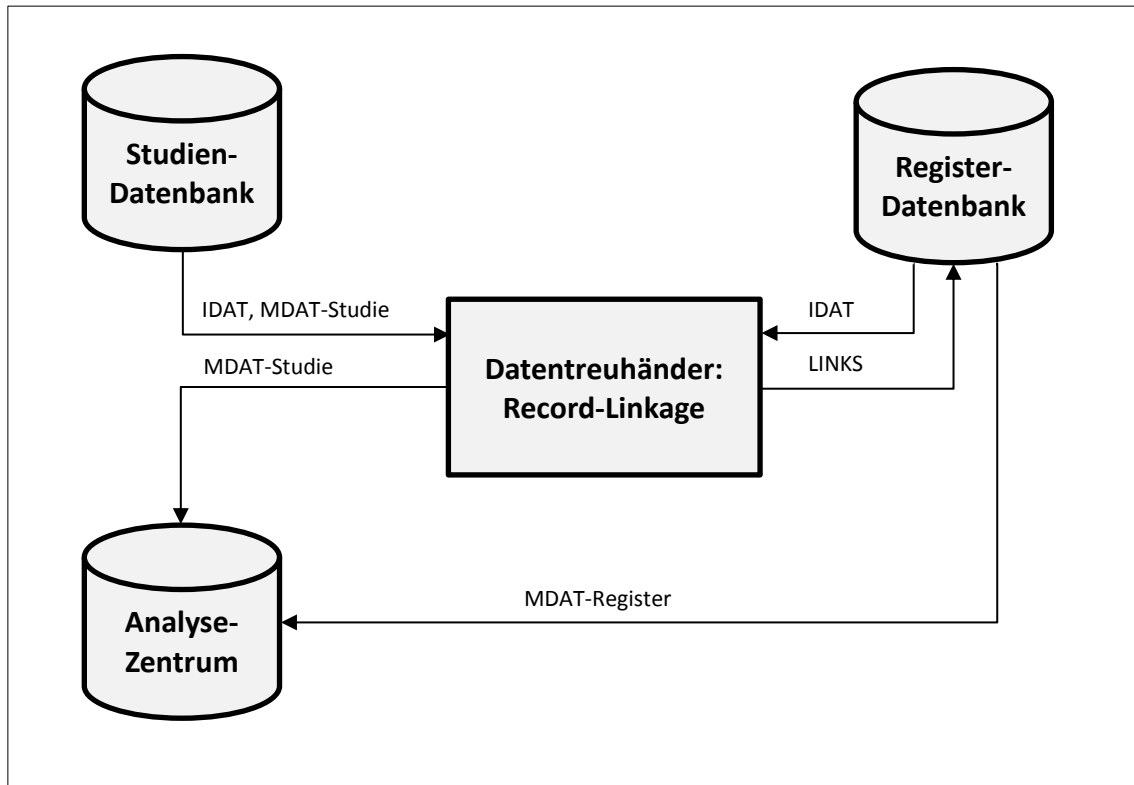 Studien-
Datenbank
Register-
Datenbank
IDAT, MDAT-Studie
IDAT
MDAT-Studie
LINKS
Datentreuhänder:
Record-Linkage
MDAT-Register
Analyse-
Zentrum